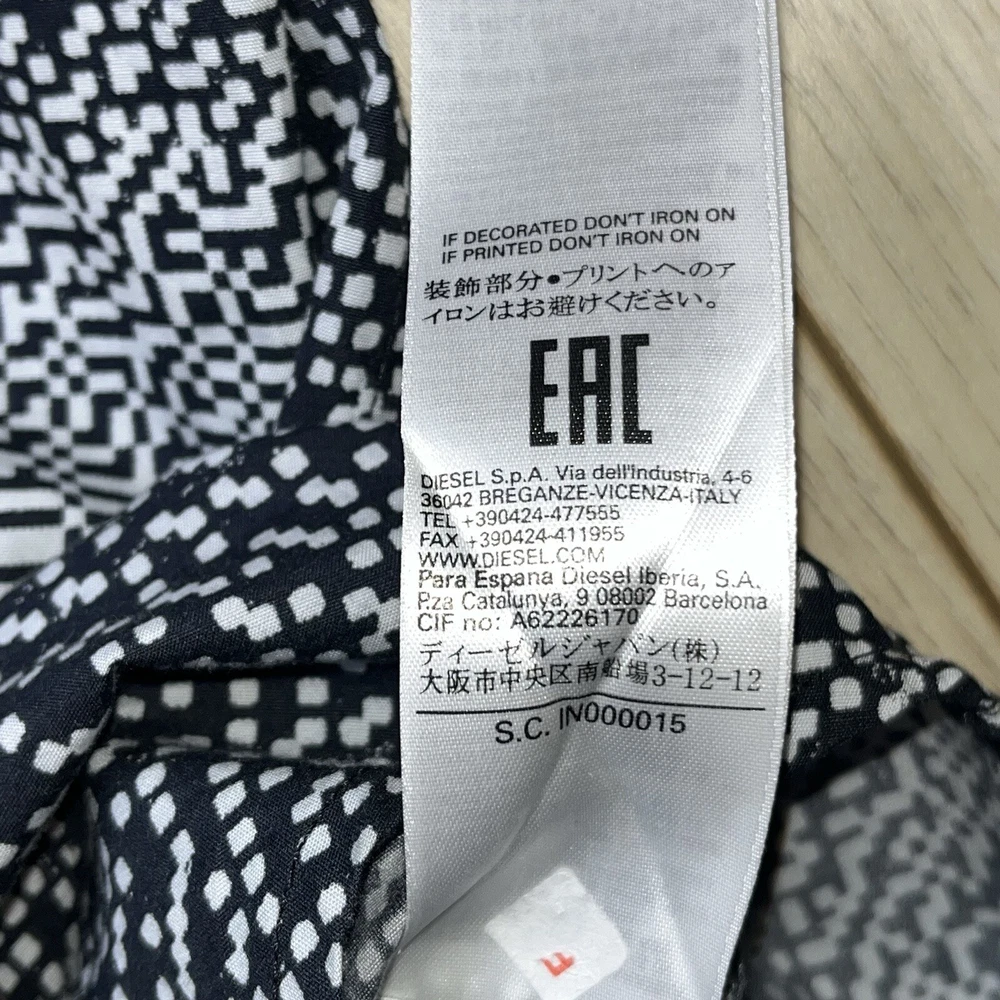 IF DECORATED DON'T IRON ON
IF PRINTED DON'T IRON ON
装飾部分●プリントへのア
イロンはお避けください。
EAC
DIESEL S.p.A. Via dell'Industria, 4-6
36042 BREGANZE-VICENZA-ITALY
TEL +390424-477555
FAX +390424-411955
WWW.DIESEL.COM
Para Espana Diesel Iberia, S.A.
P.za Catalunya, 9 08002 Barcelona
CIF no: A62226170
ディーゼルジャパン(株)
大阪市中央区南船場3-12-12
S.C. IN000015
F